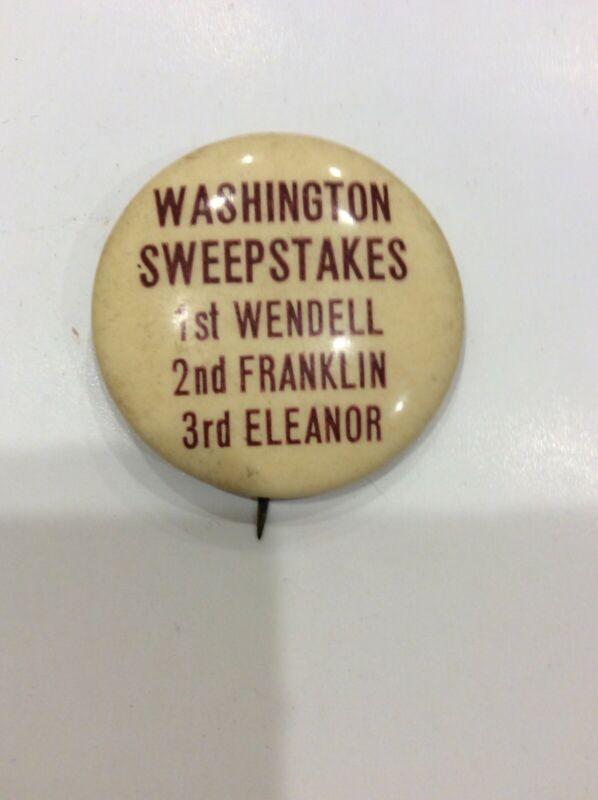 WASHINGTON
SWEEPSTAKES
1st WENDELL
2nd FRANKLIN
3rd ELEANOR